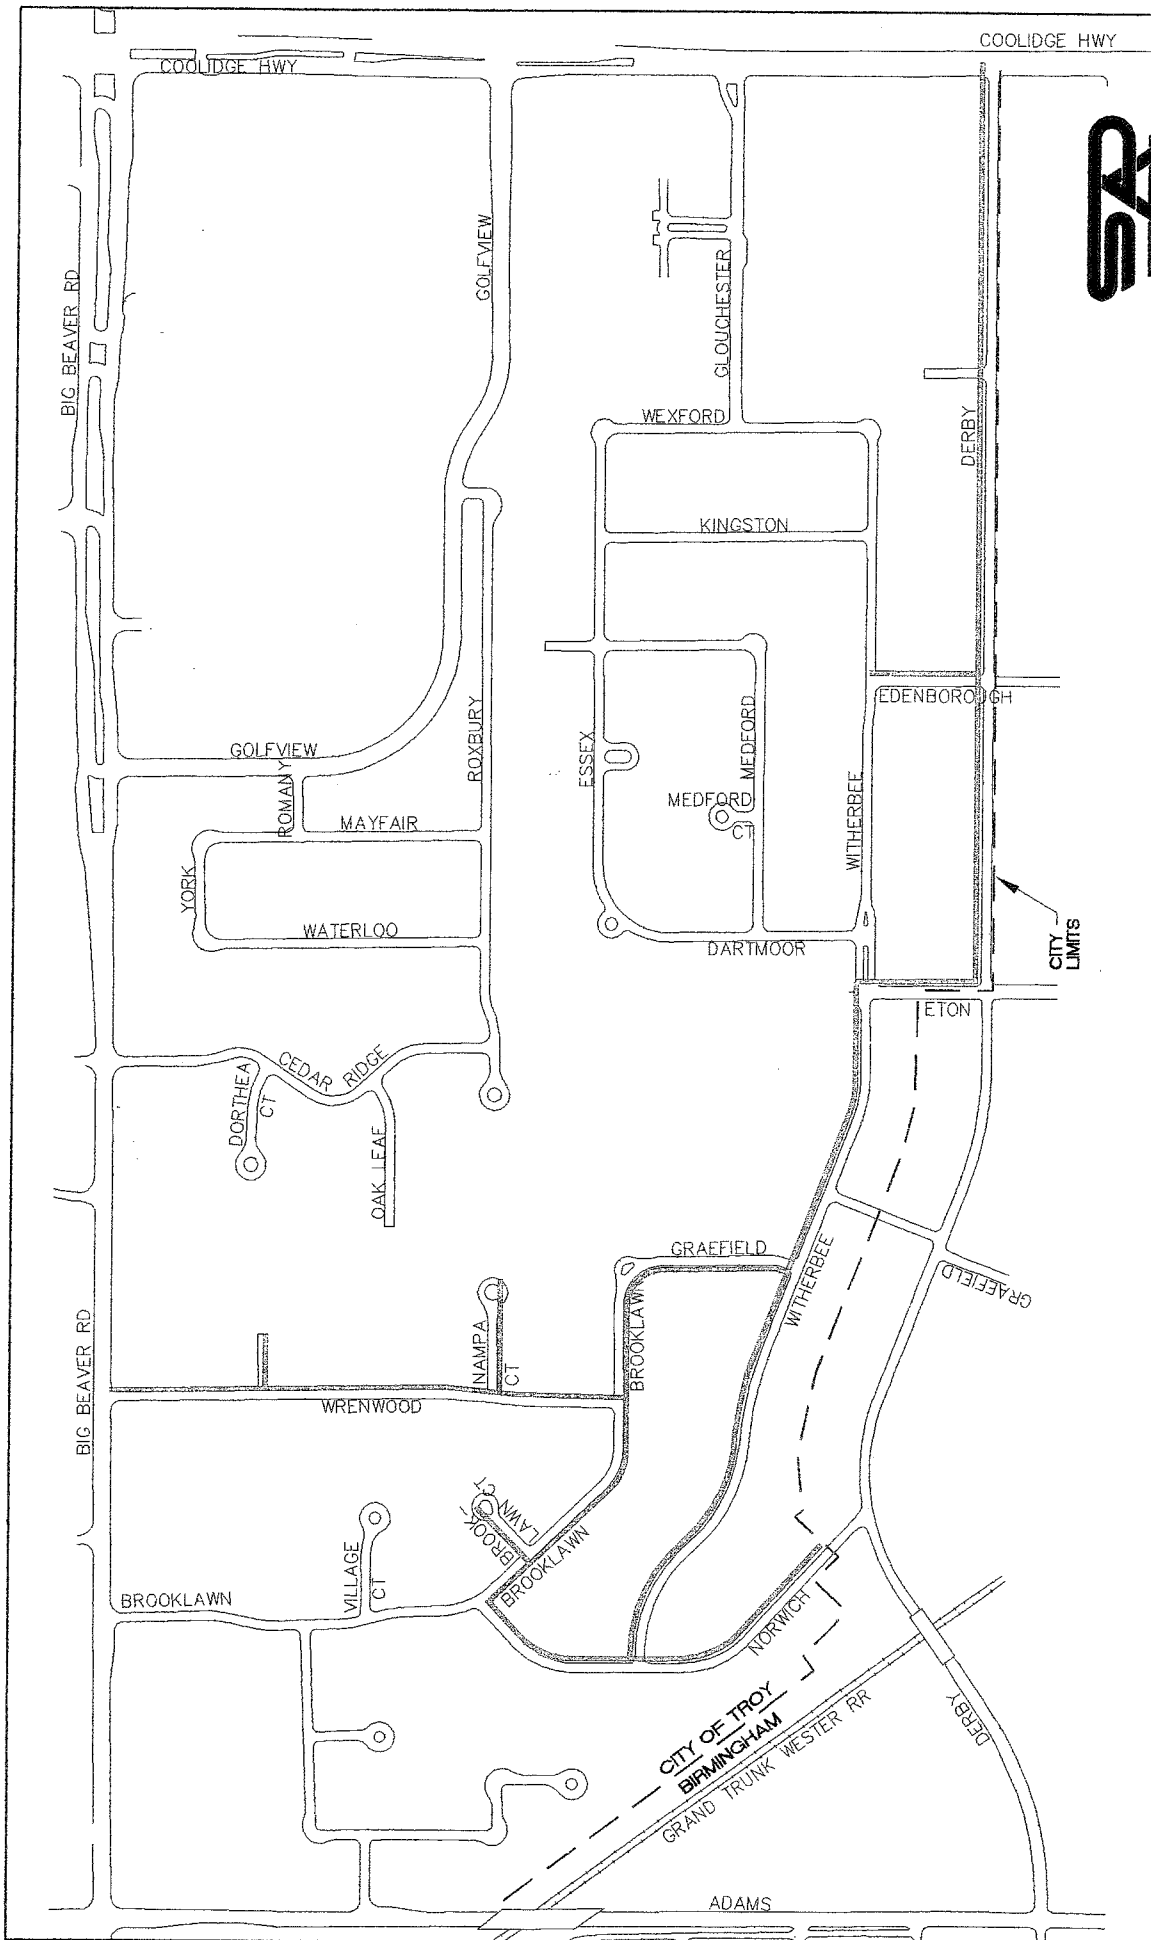 COOLIDGE HWY
COOLIDGE HWY
BIG BEAVER RD
GOLFVIEW
GLOUCHESTER
WEXFORD
DERBY
KINGSTON
EDENBOROUGH
GOLFVIEW
ROXBURY
ROMANY
MAYFAIR
ESSEX
MEDFORD
MEDFORD
CT
WITHERBEE
YORK
WATERLOO
DARTMOOR
CITY
LIMITS
ETON
CEDAR RIDGE
DORTHEA
CT
OAK LEAF
GRAEFIELD
WITHERBEE
GRAEFIELD
BROOKLAWN
NAMPA
CT
WRENWOOD
BIG BEAVER RD
BROOK-
LAWN
CT
BROOKLAWN
VILLAGE
CT
BROOKLAWN
NORWICH
CITY OF TROY
BIRMINGHAM
GRAND TRUNK WESTER RR
DERBY
ADAMS